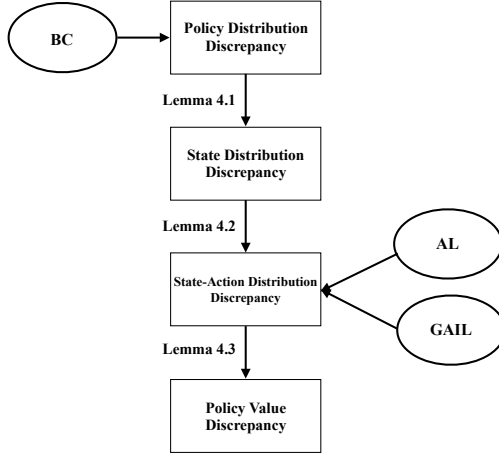 BC
Policy Distribution
Discrepancy
Lemma 4.1
State Distribution
Discrepancy
Lemma 4.2
AL
State-Action Distribution
Discrepancy
GAIL
Lemma 4.3
Policy Value
Discrepancy